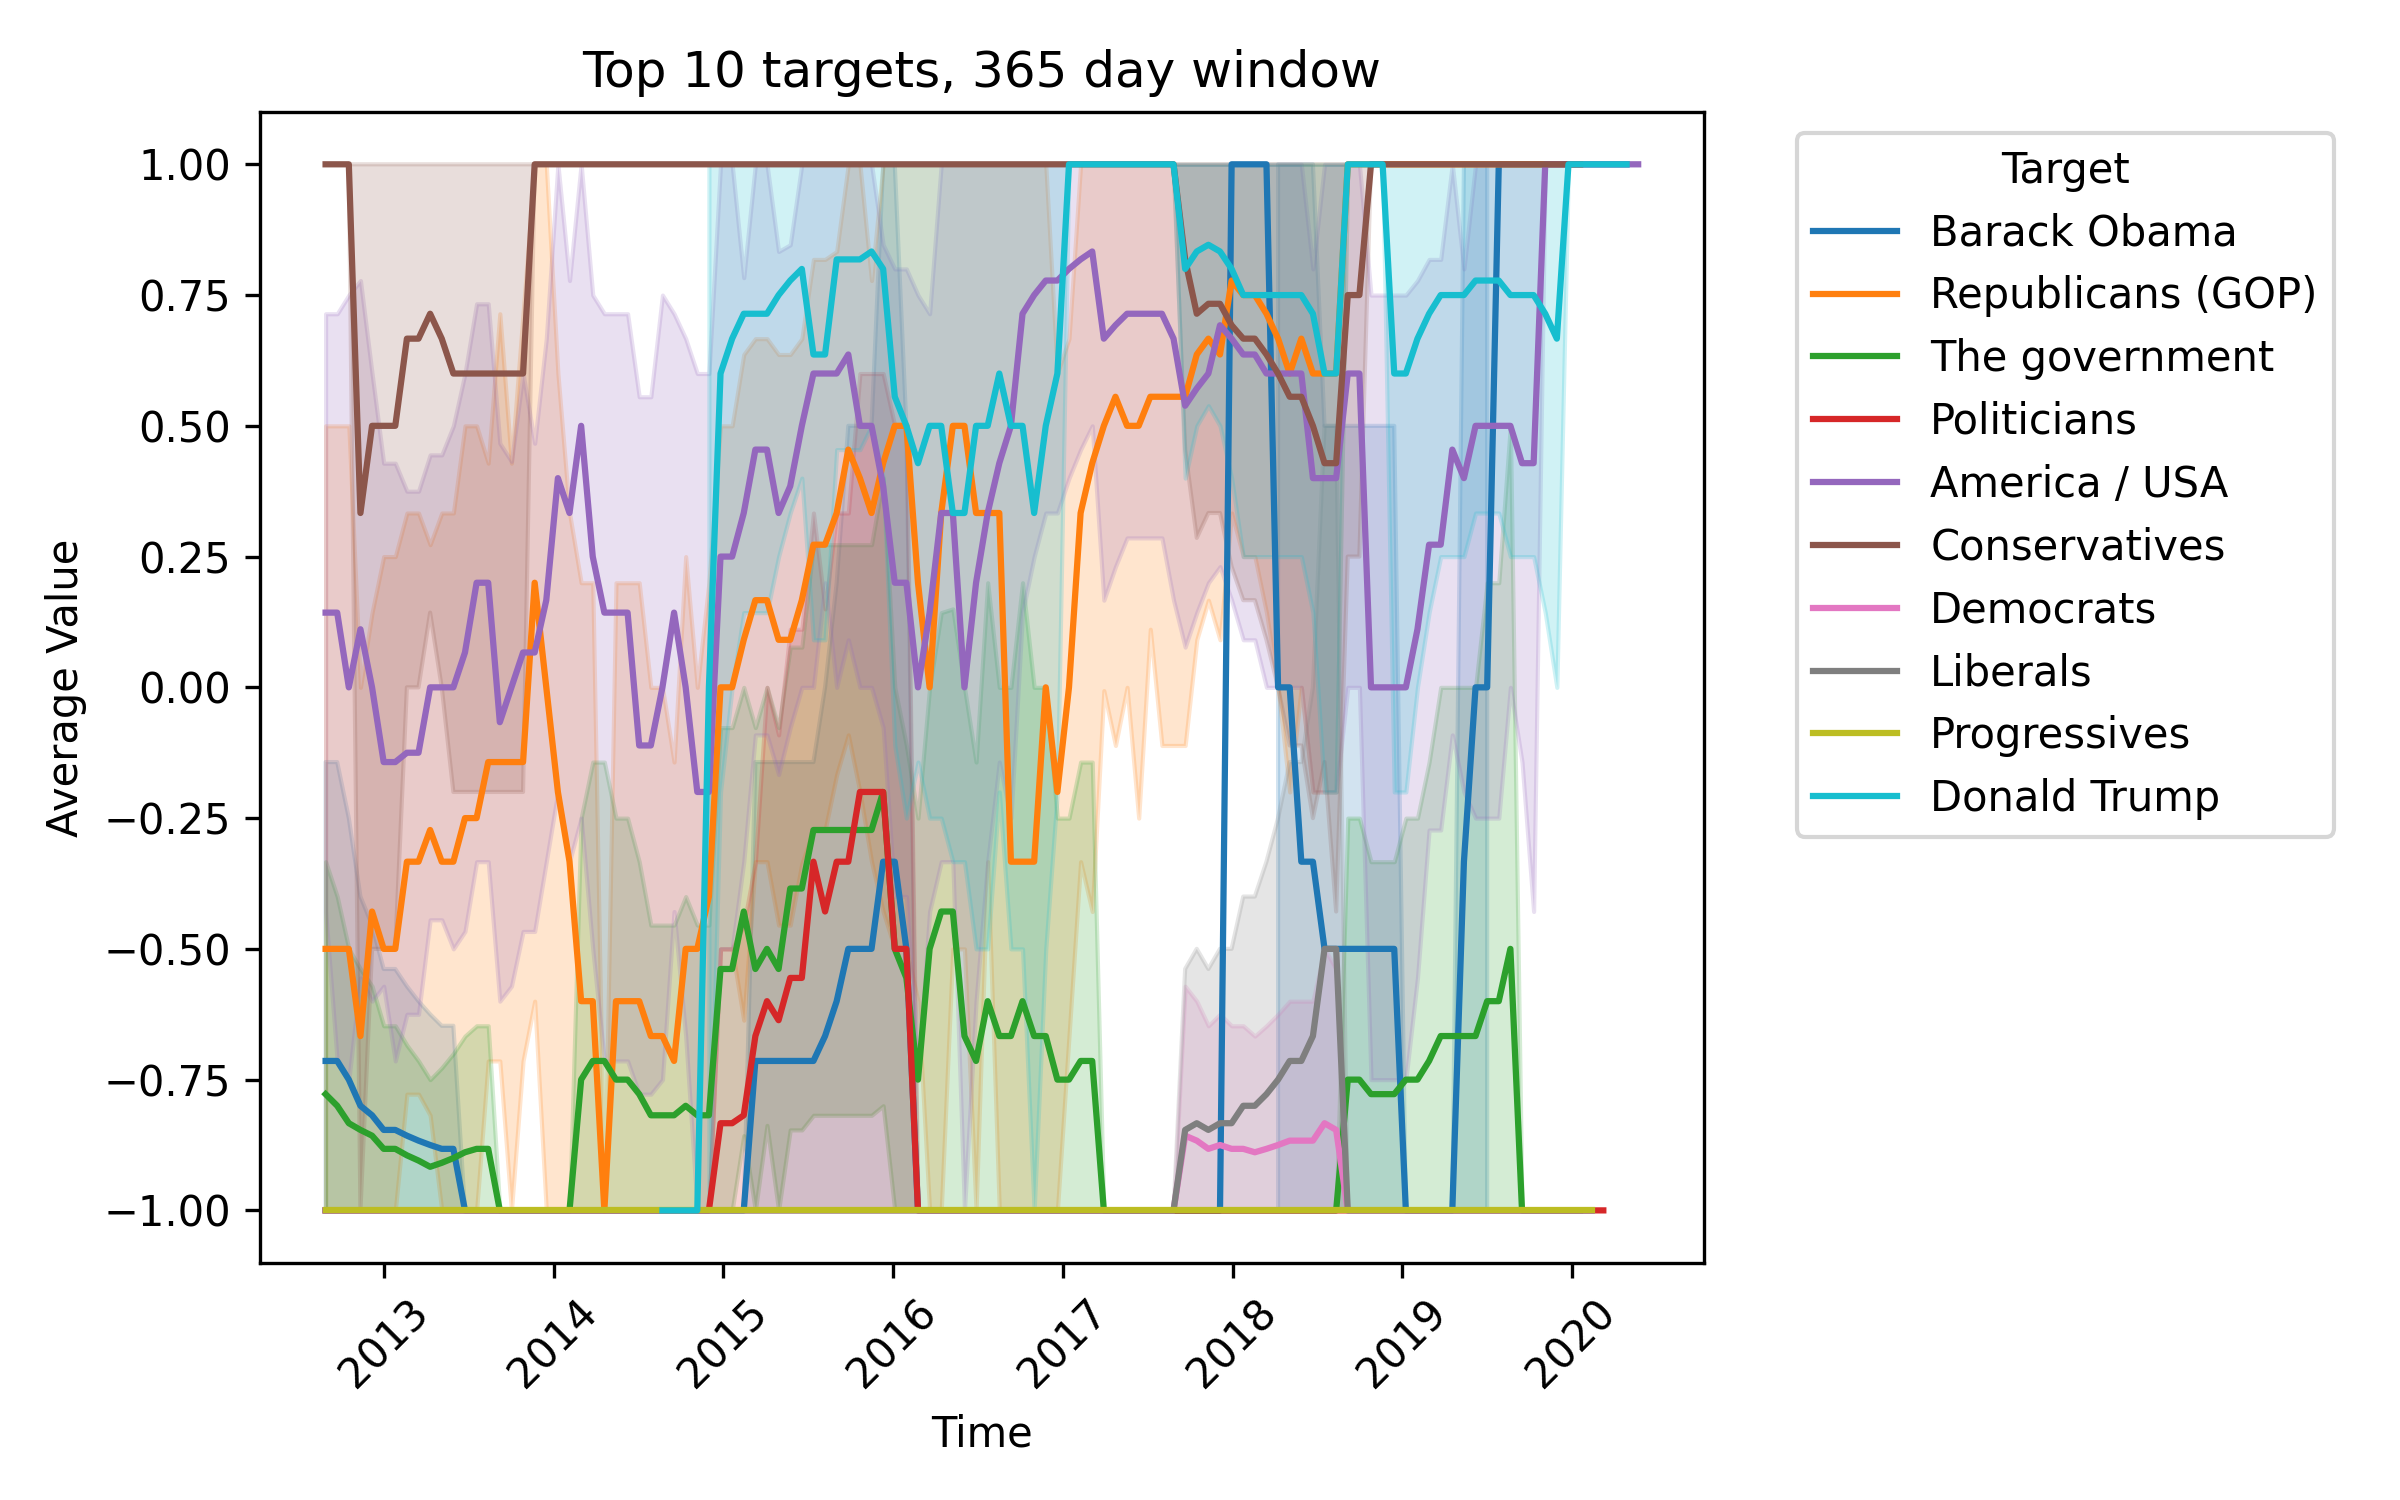 Top 10 targets, 365 day window
Average Value
1.00
0.75
0.50
0.25
0.00
−0.25
−0.50
−0.75
−1.00
2013
2014
2015
2016
2017
2018
2019
2020
Time
Target
Barack Obama
Republicans (GOP)
The government
Politicians
America / USA
Conservatives
Democrats
Liberals
Progressives
Donald Trump